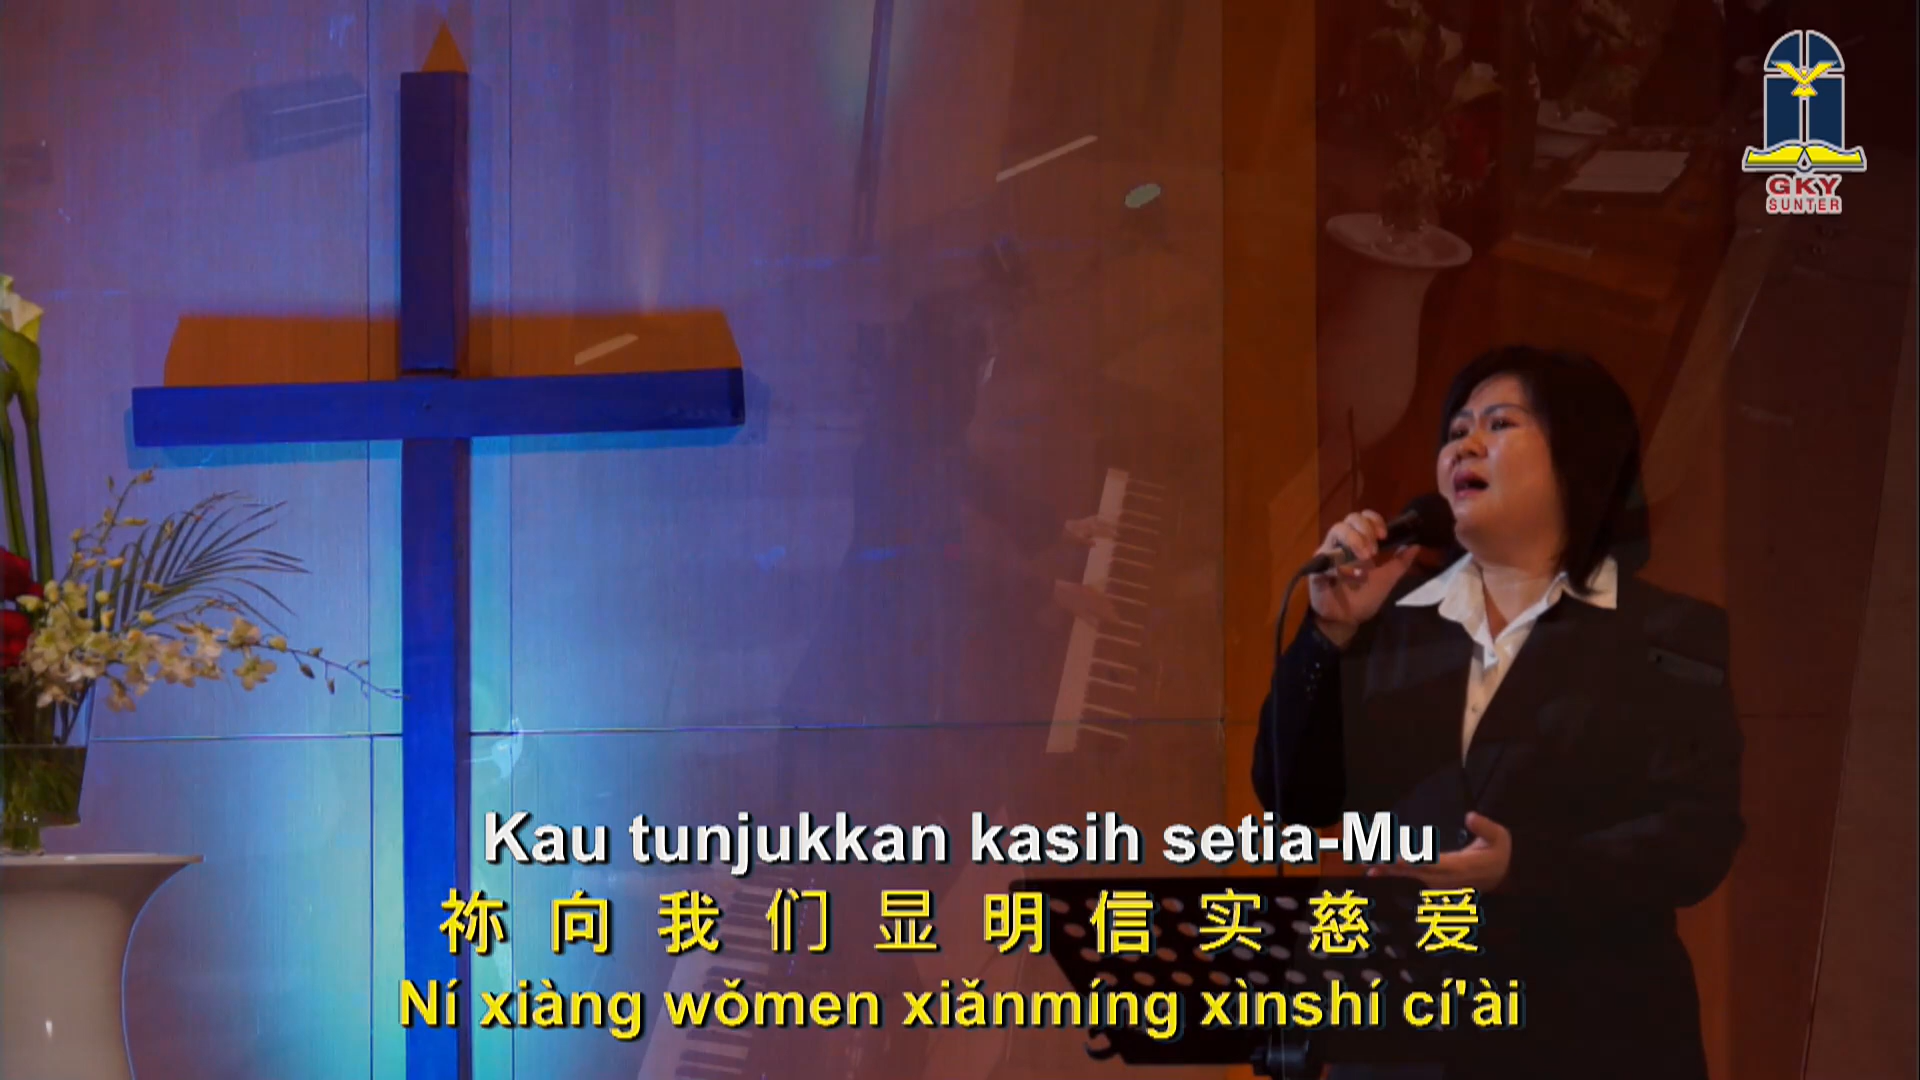 GKY
SUNTER
Kau tunjukkan kasih setia-Mu
祢 向 我 们 显 明 信 实 慈 爱
Ní xiàng wǒmen xiǎnmíng xìnshí cí'ài